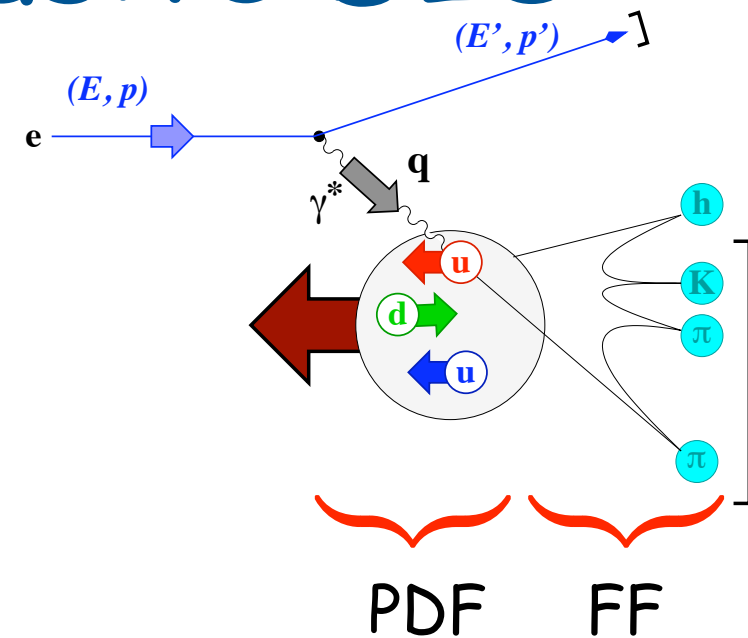 (E’, p’)
(E, p)
e
q
γ*
h
u
K
d
π
u
π
PDF FF